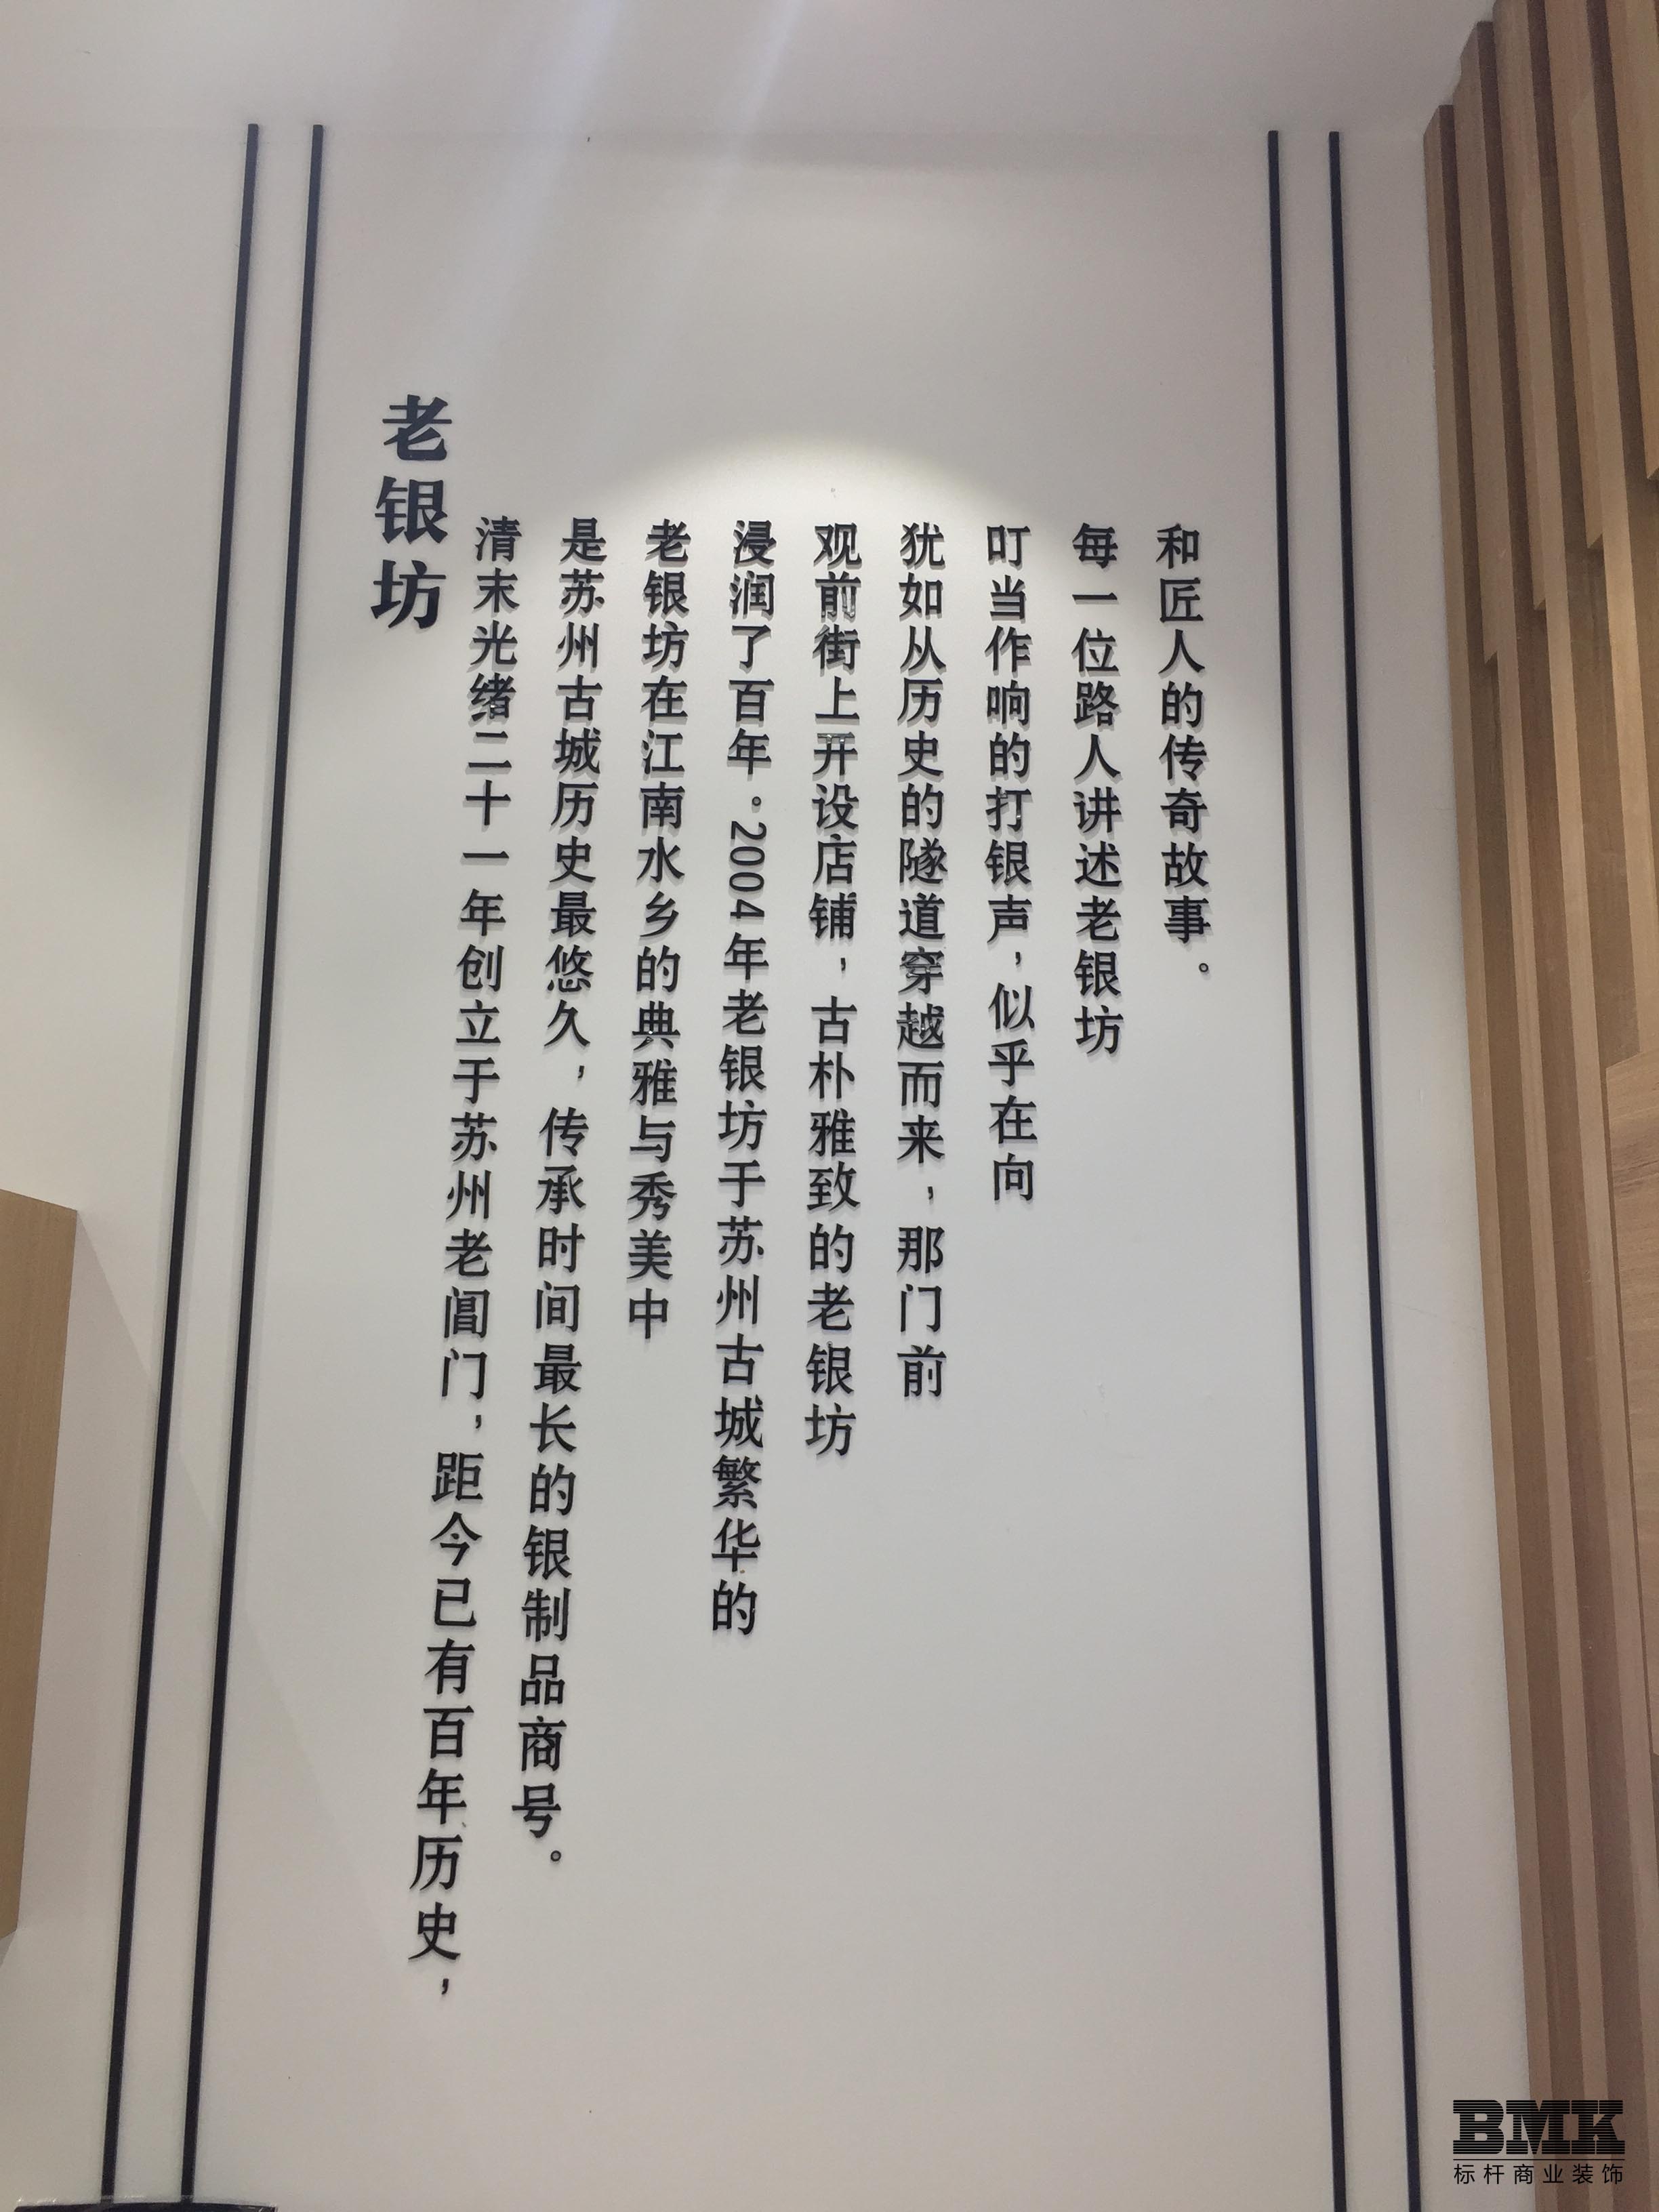 老银坊
清末光绪二十一年创立于苏州老阊门，距今已有百年历史，
是苏州古城历史最悠久，传承时间最长的银制品商号。
老银坊在江南水乡的典雅与秀美中
浸润了百年。2004年老银坊于苏州古城繁华的
观前街上开设店铺，古朴雅致的老银坊
犹如从历史的隧道穿越而来，那门前
叮当作响的打银声，似乎在向
每一位路人讲述老银坊
和匠人的传奇故事。
BMK
标杆商业装饰